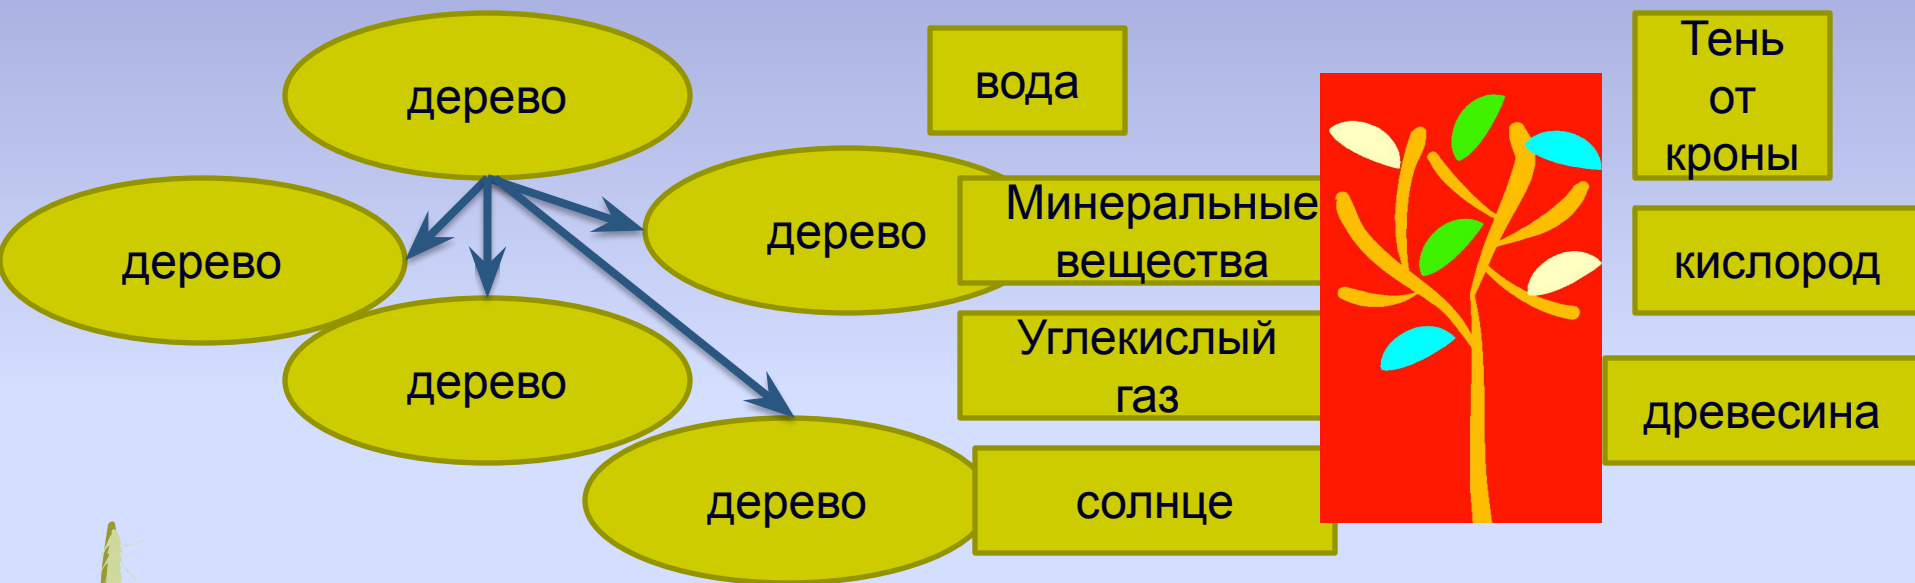 дерево
дерево
дерево
дерево
дерево
вода
Минеральные
вещества
Углекислый
газ
солнце
Тень
от
кроны
кислород
древесина